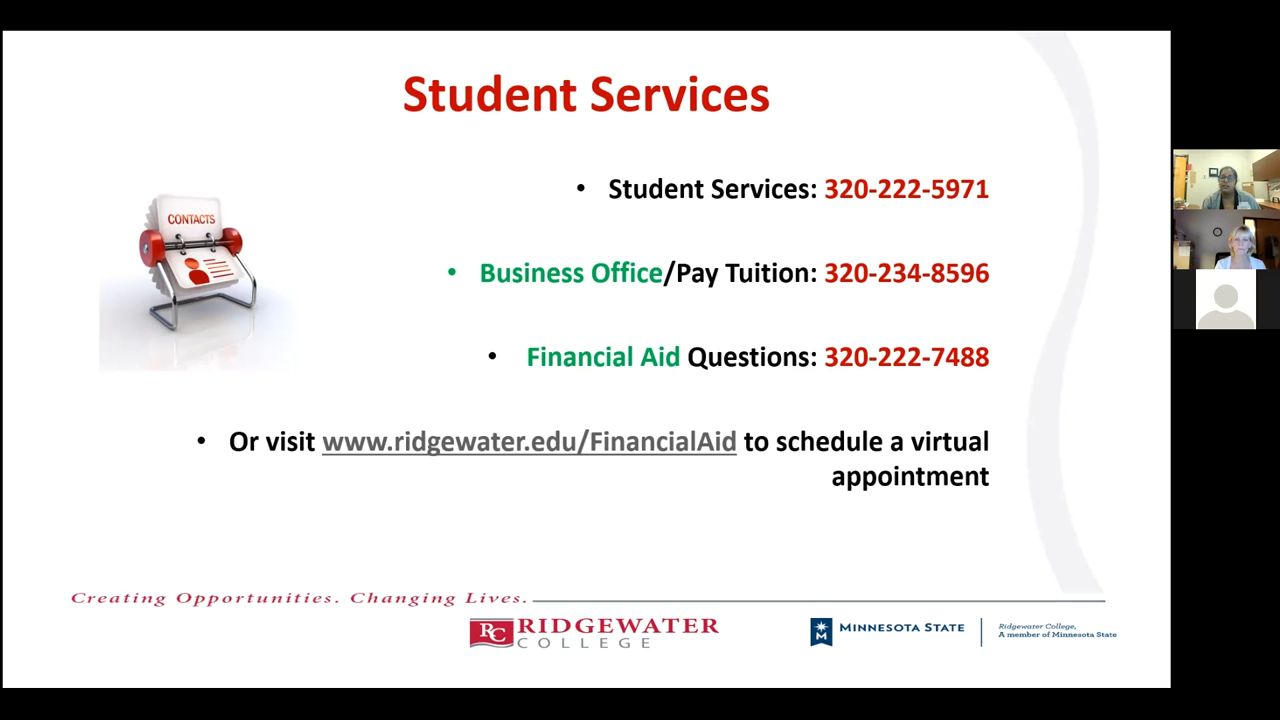 Student Services
CONTACTS
• Student Services: 320-222-5971
• Business Office/Pay Tuition: 320-234-8596
• Financial Aid Questions: 320-222-7488
• Or visit www.ridgewater.edu/FinancialAid to schedule a virtual
appointment
Creating Opportunities. Changing Lives.
RC RIDGEWATER
COLLEGE
M MINNESOTA STATE
Ridgewater College,
A member of Minnesota State